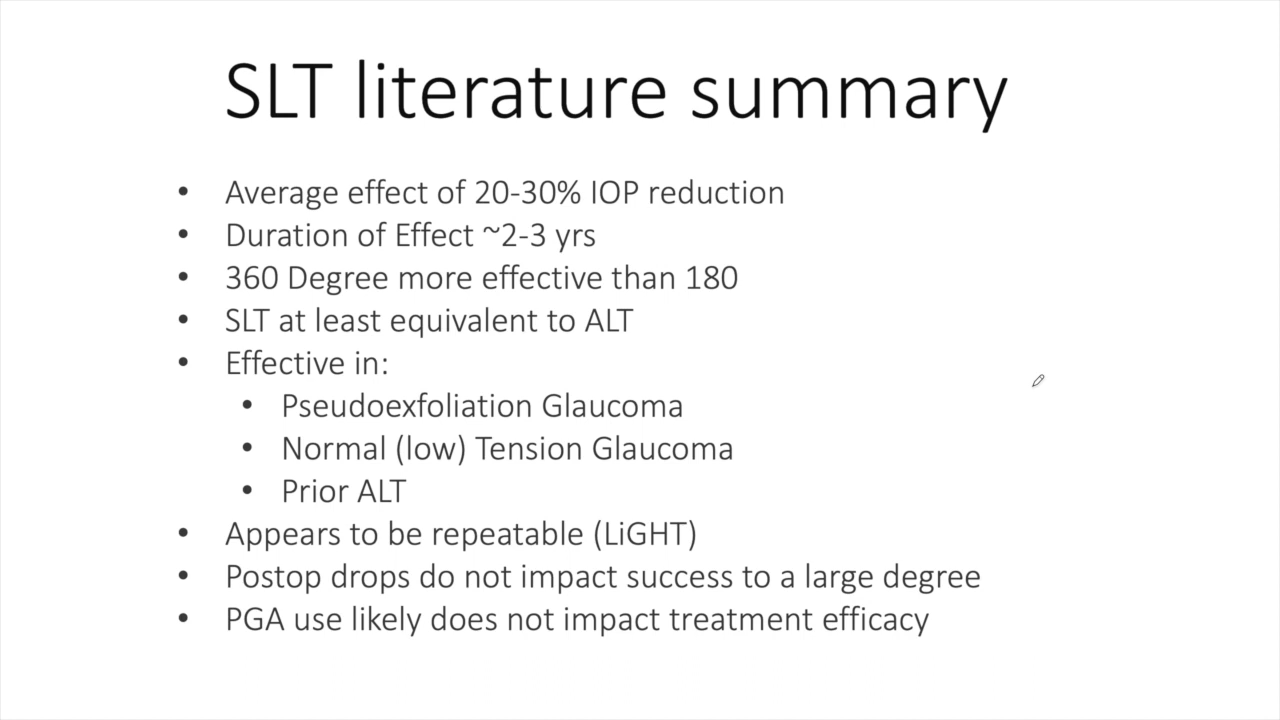 SLT literature summary
• Average effect of 20-30% IOP reduction
• Duration of Effect ~2-3 yrs
• 360 Degree more effective than 180
• SLT at least equivalent to ALT
• Effective in:
• Pseudoexfoliation Glaucoma
• Normal (low) Tension Glaucoma
• Prior ALT
• Appears to be repeatable (LiGHT)
• Postop drops do not impact success to a large degree
• PGA use likely does not impact treatment efficacy